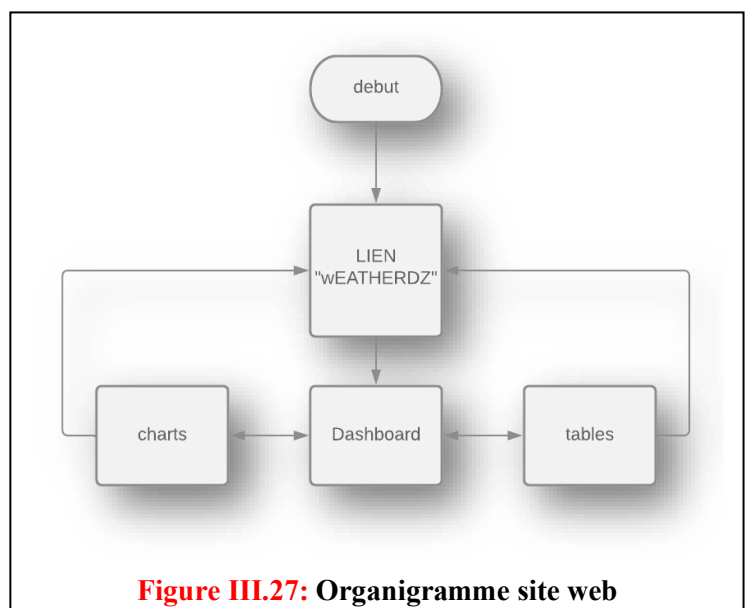 debut
LIEN
"wEATHERDZ"
charts
Dashboard
tables
Figure III.27: Organigramme site web